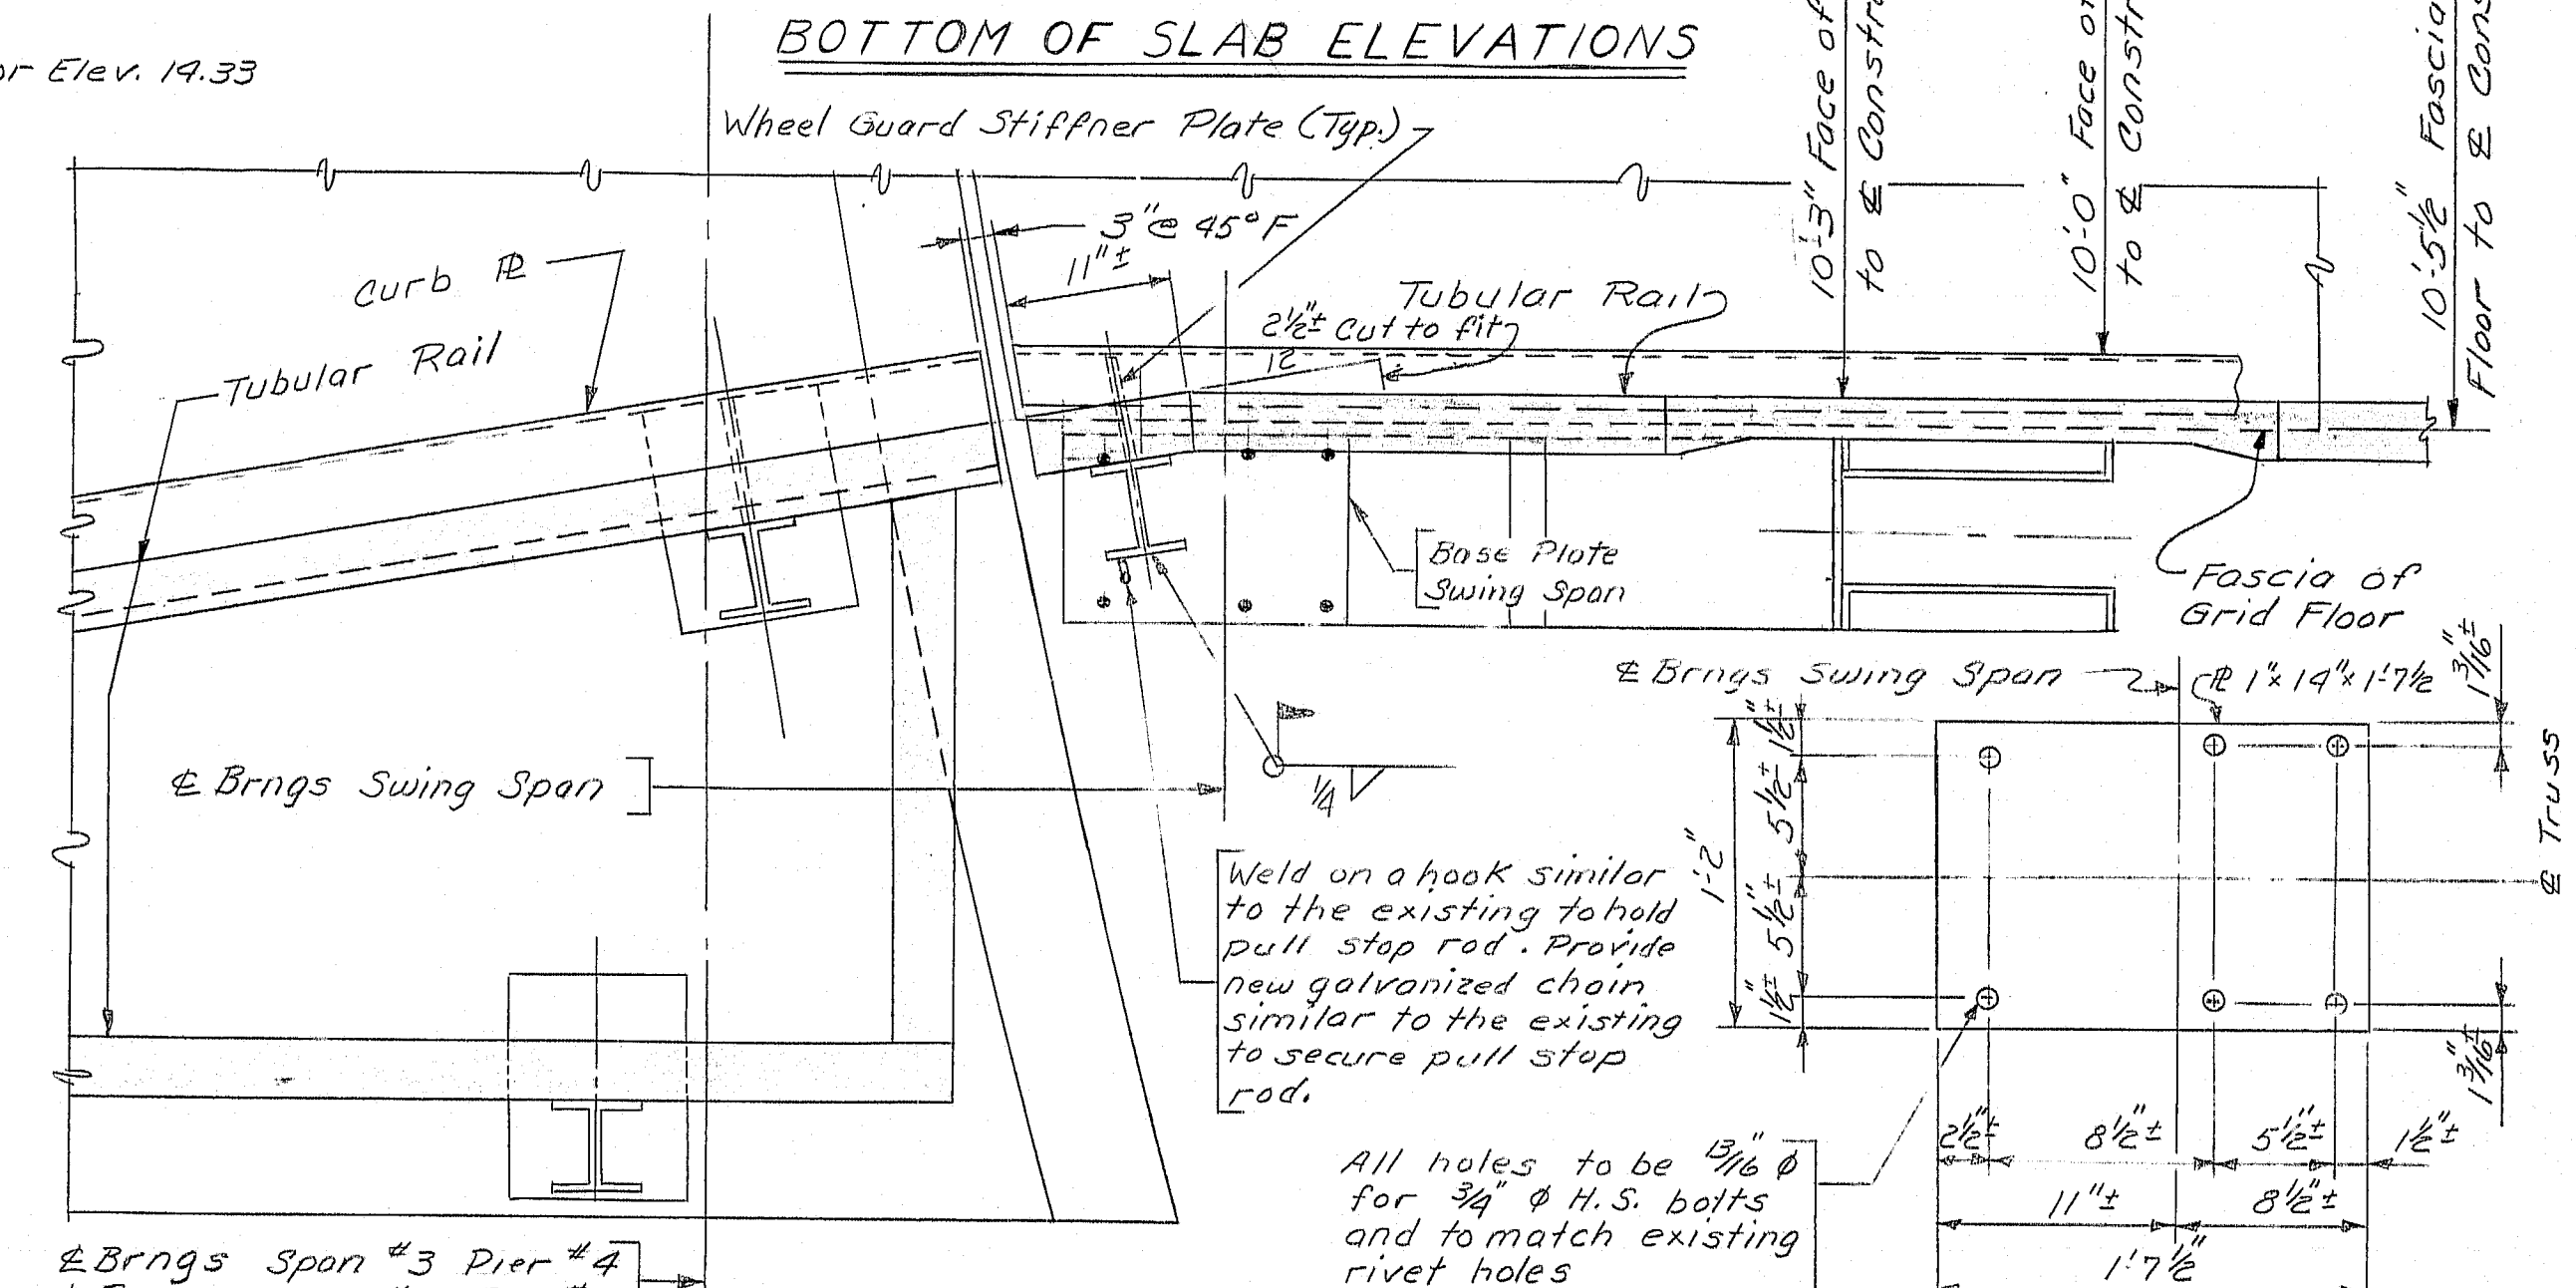 BOTTOM OF SLAB ELEVATIONS
Elev. 14.33
Wheel Guard Stiffner Plate (Typ.)
10'-3" Face of
to ℄ Constr
10'-0" Face
to ℄ Constr
10'-5½" Fascia
Floor to ℄ Cons
3" @ 45° F
11"±
Curb ℙL
Tubular Rail
Tubular Rail
2½"± Cut to fit
12
Base Plate
Swing Span
Fascia of
Grid Floor
℄ Brngs Swing Span
ℙL 1" x 14" x 1'-7½
1 3/16"±
1½"±
5½"±
1'-2"
5½"±
1½"±
℄ Truss
1 3/16"±
2½"±
8½"±
5½"±
1½"±
11"±
8½"±
1'-7½"
℄ Brngs Swing Span
1/4
Weld on a hook similar
to the existing to hold
pull stop rod. Provide
new galvanized chain
similar to the existing
to secure pull stop
rod.
All holes to be 13/16" ϕ
for 3/4" ϕ H.S. bolts
and to match existing
rivet holes
℄ Brngs Span #3 Pier #4